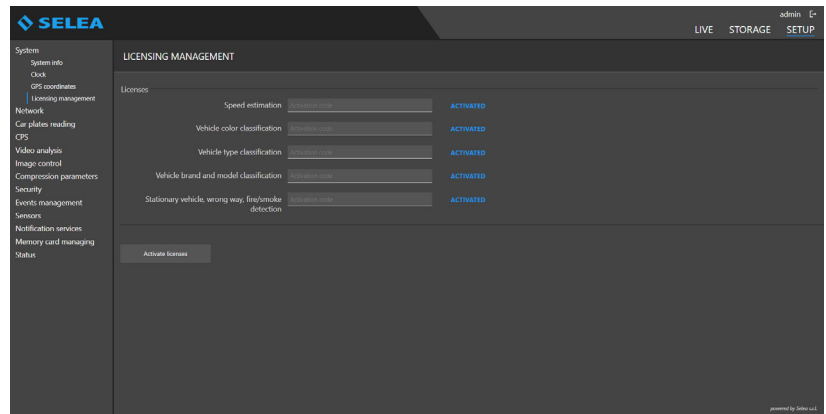 SELEA
admin
LIVE STORAGE SETUP
System
System info
Clock
GPS coordinates
Licensing management
Network
Car plates reading
CPS
Video analysis
Image control
Compression parameters
Security
Events management
Sensors
Notification services
Memory card managing
Status
LICENSING MANAGEMENT
Licenses
Speed estimation Activation code ACTIVATED
Vehicle color classification Activation code ACTIVATED
Vehicle type classification Activation code ACTIVATED
Vehicle brand and model classification Activation code ACTIVATED
Stationary vehicle, wrong way, fire/smoke Activation code ACTIVATED
detection
Activate licenses
powered by Selea s.r.l.